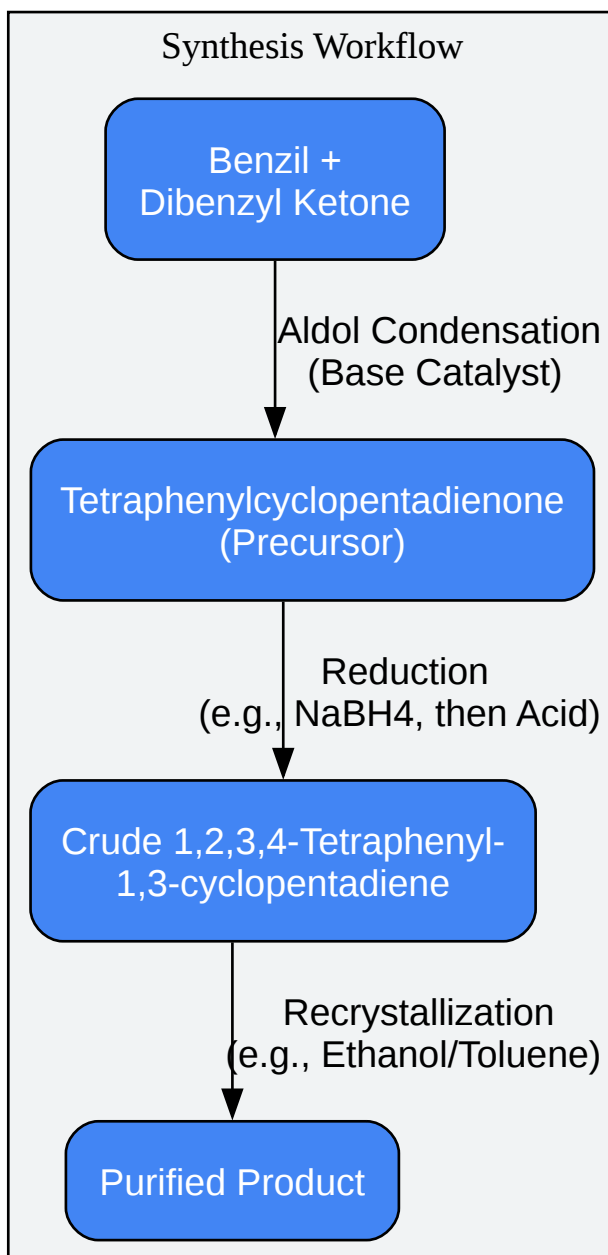 Synthesis Workflow
Benzil +
Dibenzyl Ketone
Aldol Condensation
(Base Catalyst)
Tetraphenylcyclopentadienone
(Precursor)
Reduction
(e.g., NaBH4, then Acid)
Crude 1,2,3,4-Tetraphenyl-
1,3-cyclopentadiene
Recrystallization
(e.g., Ethanol/Toluene)
Purified Product